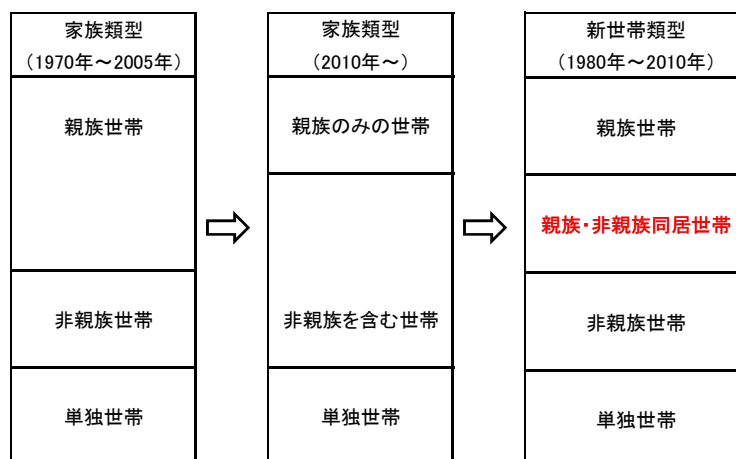 家族類型
（1970年～2005年）
親族世帯
非親族世帯
単独世帯
家族類型
（2010年～）
親族のみの世帯
非親族を含む世帯
単独世帯
新世帯類型
（1980年～2010年）
親族世帯
親族・非親族同居世帯
非親族世帯
単独世帯